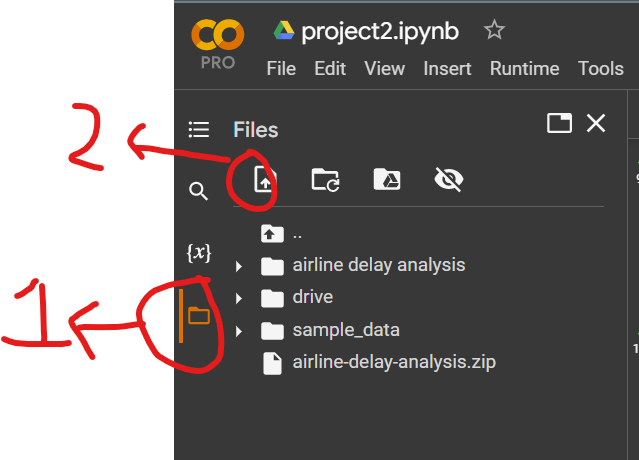 CO
PRO
project2.ipynb
File Edit View Insert Runtime Tools
2
Files
{x}
..
airline delay analysis
1
drive
sample_data
airline-delay-analysis.zip